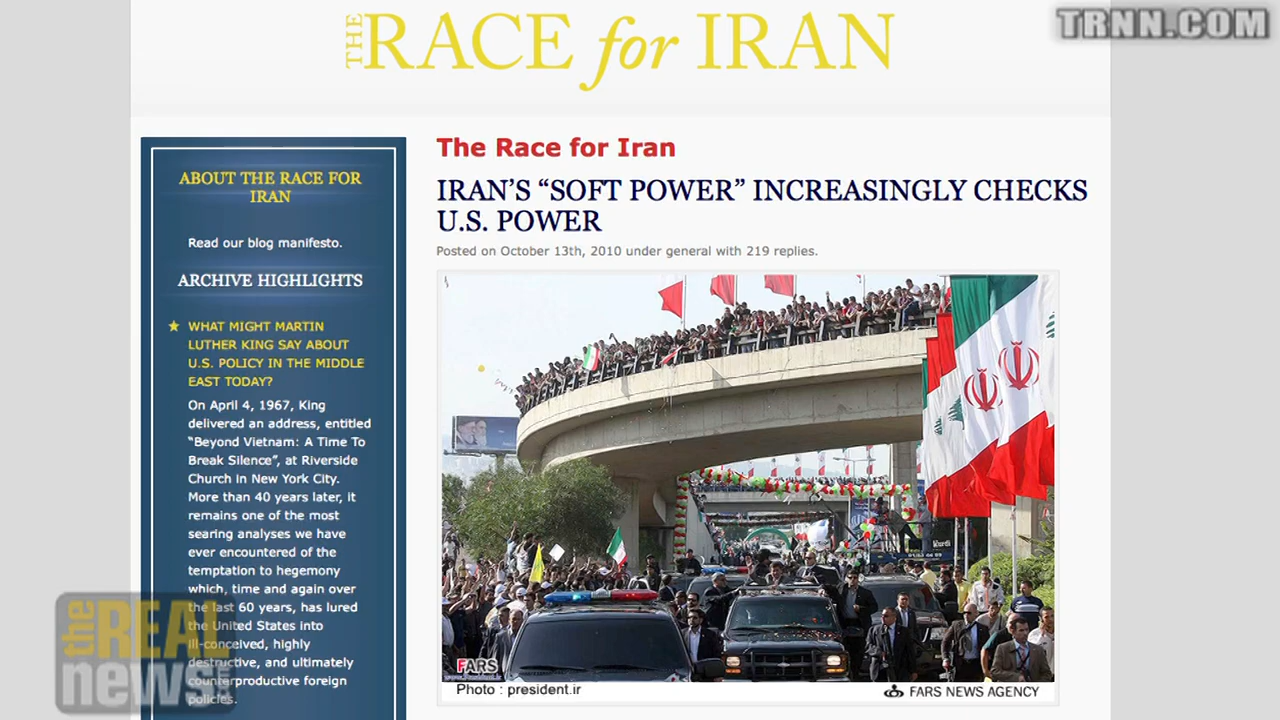 TRNN.COM
THE RACE for IRAN
ABOUT THE RACE FOR
IRAN
Read our blog manifesto.
ARCHIVE HIGHLIGHTS
WHAT MIGHT MARTIN
LUTHER KING SAY ABOUT
U.S. POLICY IN THE MIDDLE
EAST TODAY?
On April 4, 1967, King
delivered an address, entitled
“Beyond Vietnam: A Time To
Break Silence”, at Riverside
Church in New York City.
More than 40 years later, it
remains one of the most
searing analyses we have
ever encountered of the
temptation to hegemony
which, time and again over
the last 60 years, has lured
the United States into
ill-conceived, highly
destructive, and ultimately
counterproductive foreign
policies.
The Race for Iran
IRAN’S “SOFT POWER” INCREASINGLY CHECKS
U.S. POWER
Posted on October 13th, 2010 under general with 219 replies.
FARS
www.President.ir
Photo : president.ir
FARS NEWS AGENCY
the REAL
news